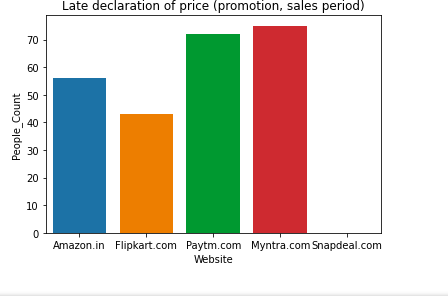 Late declaration of price (promotion, sales period)
70
60
50
40
30
20
10
0
People_Count
Amazon.in Flipkart.com Paytm.com Myntra.com Snapdeal.com
Website